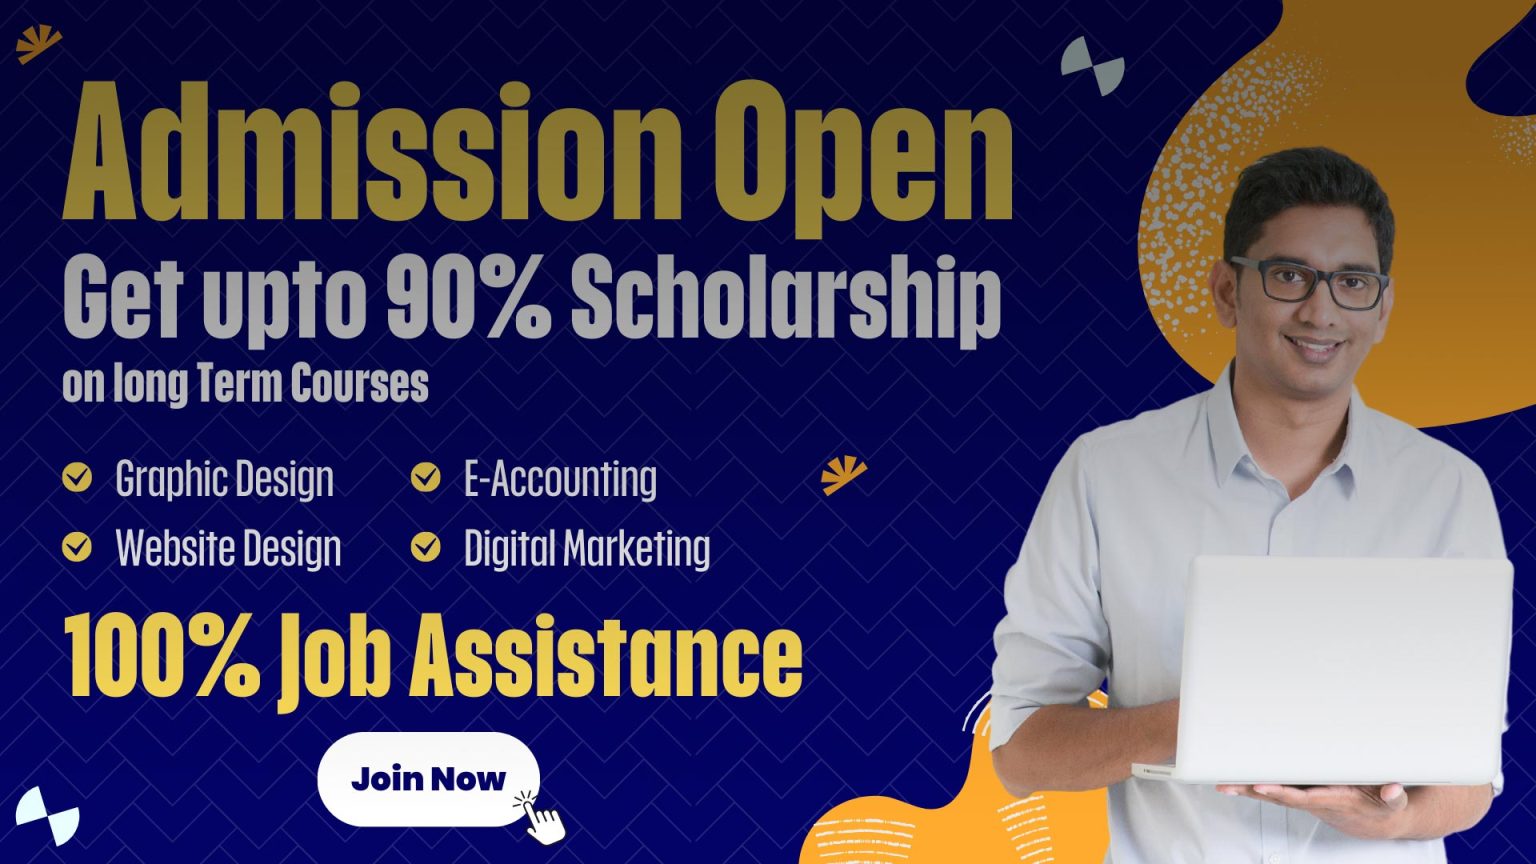 Admission Open
Get upto 90% Scholarship
on long Term Courses
Graphic Design
E-Accounting
Website Design
Digital Marketing
100% Job Assistance
Join Now